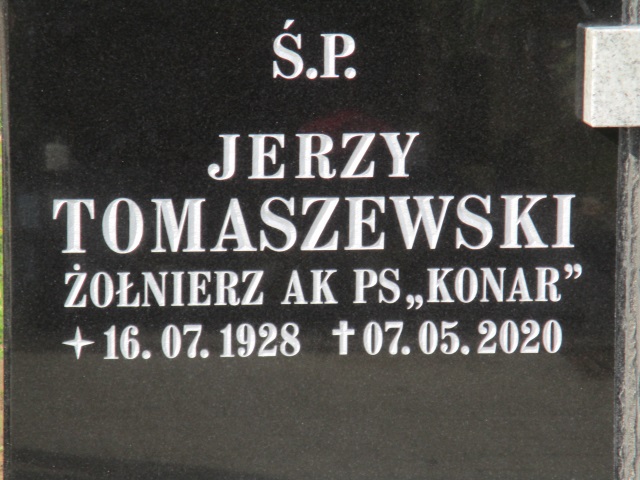 Ś.P.
JERZY
TOMASZEWSKI
ŻOŁNIERZ AK PS „KONAR”
16.07.1928 07.05.2020